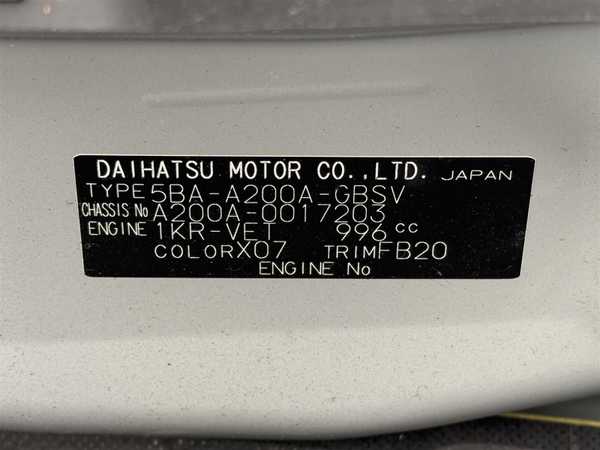 DAIHATSU MOTOR CO.,LTD. JAPAN
TYPE 5BA-A200A-GBSV
CHASSIS No A200A-0017203
ENGINE 1KR-VET 996 cc
COLOR X07 TRIM FB20
ENGINE No